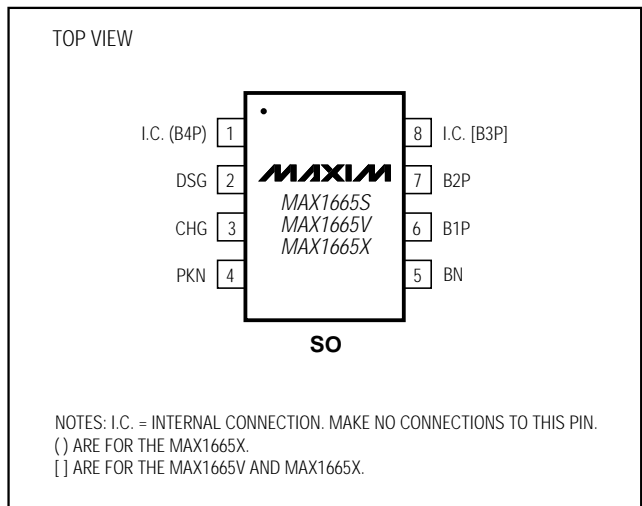 TOP VIEW
I.C. (B4P) 1
DSG 2
CHG 3
PKN 4
MAXIM
MAX1665S
MAX1665V
MAX1665X
8 I.C. [B3P]
7 B2P
6 B1P
5 BN
SO
NOTES: I.C. = INTERNAL CONNECTION. MAKE NO CONNECTIONS TO THIS PIN.
( ) ARE FOR THE MAX1665X.
[ ] ARE FOR THE MAX1665V AND MAX1665X.